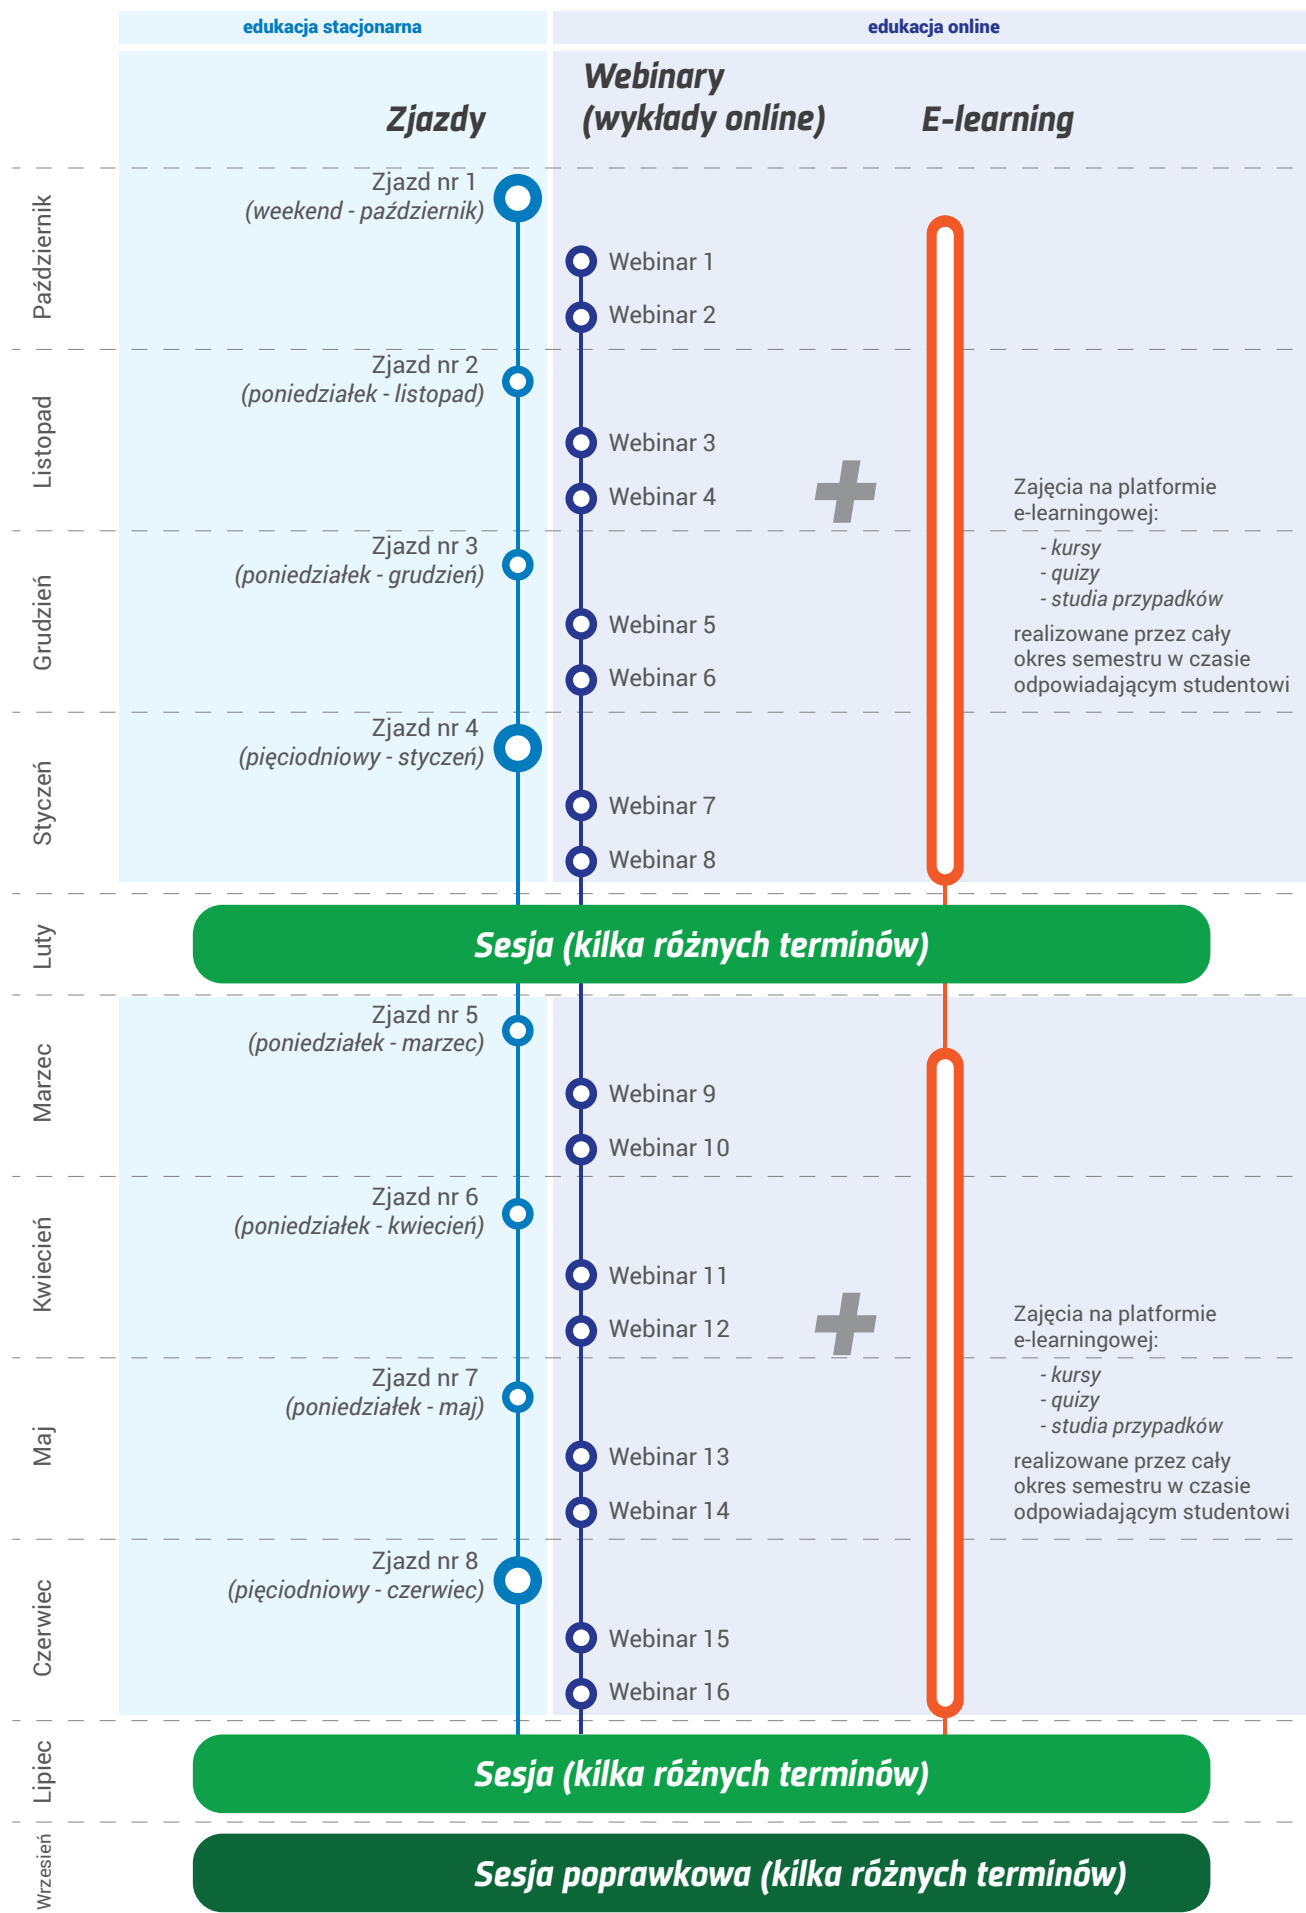 edukacja stacjonarna
edukacja online
Zjazdy
Webinary
(wykłady online)
E-learning
Październik
Zjazd nr 1
(weekend - październik)
Webinar 1
Webinar 2
Listopad
Zjazd nr 2
(poniedziałek - listopad)
Webinar 3
Webinar 4
Grudzień
Zjazd nr 3
(poniedziałek - grudzień)
Webinar 5
Webinar 6
Styczeń
Zjazd nr 4
(pięciodniowy - styczeń)
Webinar 7
Webinar 8
Zajęcia na platformie
e-learningowej:
- kursy
- quizy
- studia przypadków
realizowane przez cały
okres semestru w czasie
odpowiadającym studentowi
Luty
Sesja (kilka różnych terminów)
Marzec
Zjazd nr 5
(poniedziałek - marzec)
Webinar 9
Webinar 10
Kwiecień
Zjazd nr 6
(poniedziałek - kwiecień)
Webinar 11
Webinar 12
Maj
Zjazd nr 7
(poniedziałek - maj)
Webinar 13
Webinar 14
Czerwiec
Zjazd nr 8
(pięciodniowy - czerwiec)
Webinar 15
Webinar 16
Zajęcia na platformie
e-learningowej:
- kursy
- quizy
- studia przypadków
realizowane przez cały
okres semestru w czasie
odpowiadającym studentowi
Lipiec
Sesja (kilka różnych terminów)
Wrzesień
Sesja poprawkowa (kilka różnych terminów)